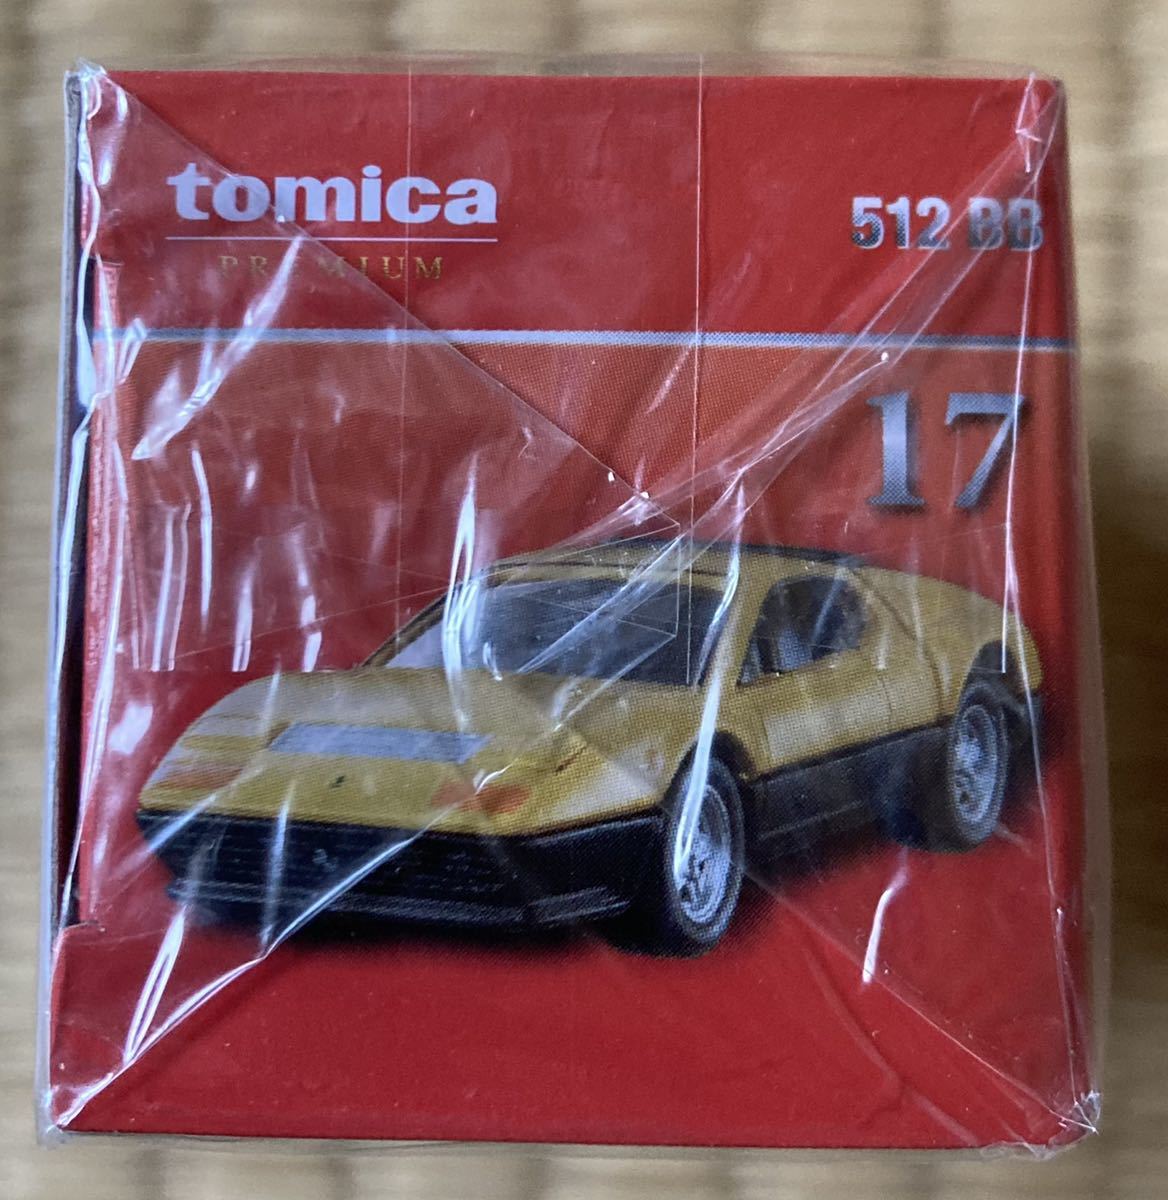 tomica
PREMIUM
512 BB
17